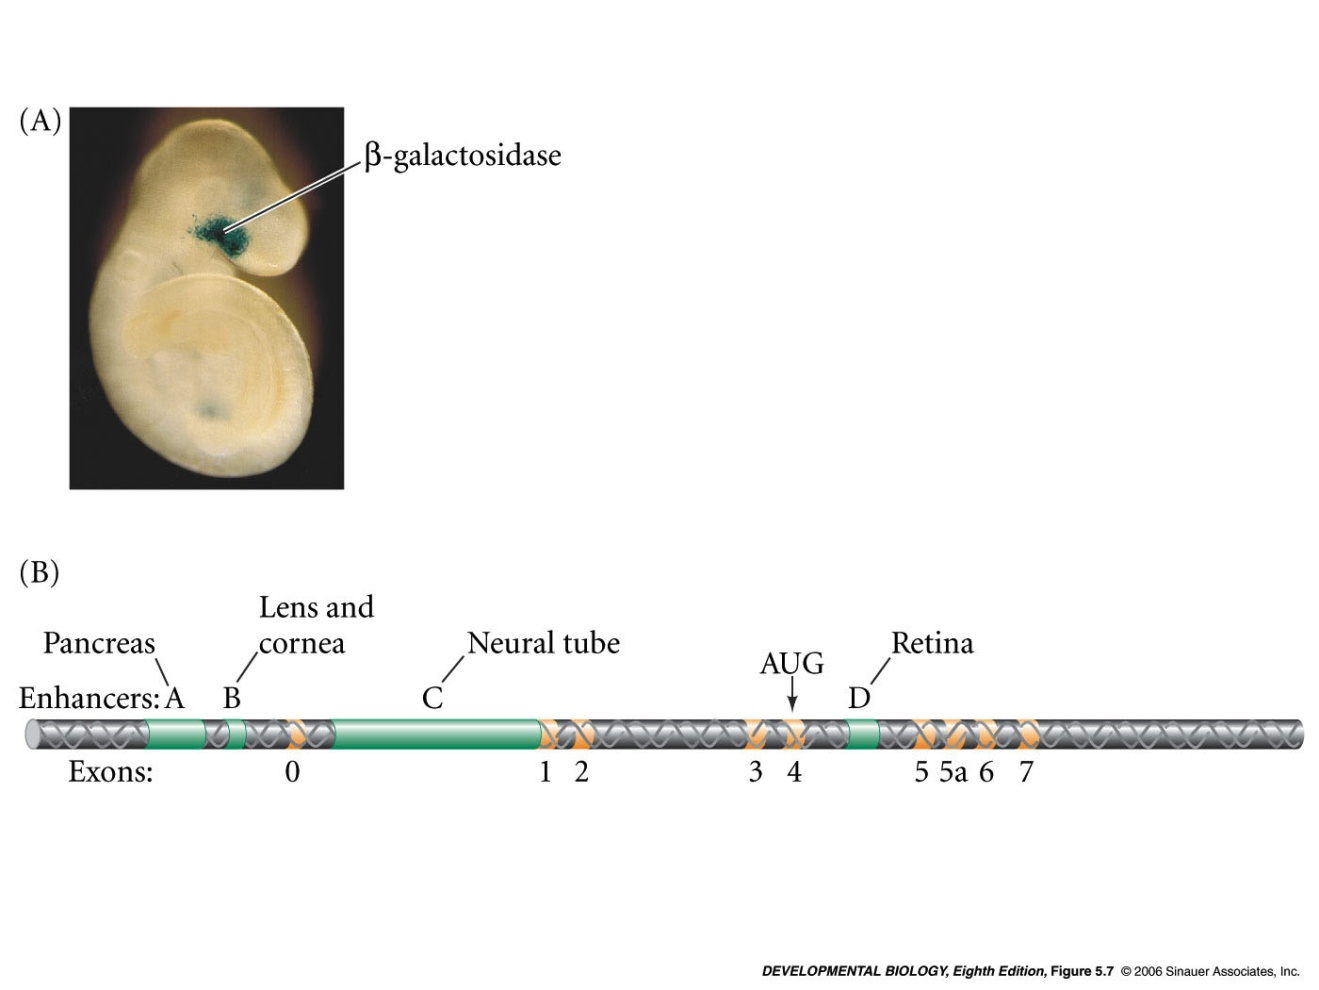 (A)
β-galactosidase
(B)
Lens and
Pancreas cornea Neural tube Retina
AUG
Enhancers: A B C D
Exons: 0 1 2 3 4 5 5a 6 7
DEVELOPMENTAL BIOLOGY, Eighth Edition, Figure 5.7 © 2006 Sinauer Associates, Inc.